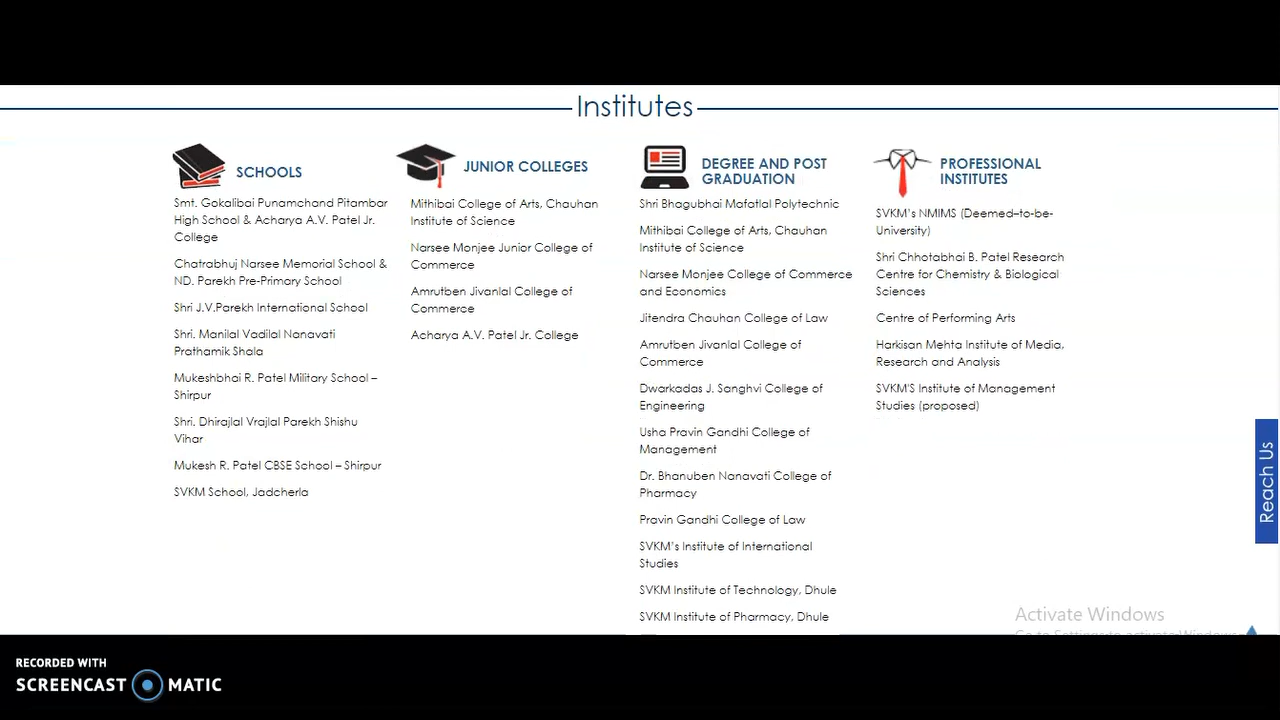 Institutes
SCHOOLS
Smt. Gokalibai Punamchand Pitambar
High School & Acharya A.V. Patel Jr.
College
Chatrabhuj Narsee Memorial School &
ND. Parekh Pre-Primary School
Shri J.V.Parekh International School
Shri. Manilal Vadilal Nanavati
Prathamik Shala
Mukeshbhai R. Patel Military School –
Shirpur
Shri. Dhirajlal Vrajlal Parekh Shishu
Vihar
Mukesh R. Patel CBSE School – Shirpur
SVKM School, Jadcherla
JUNIOR COLLEGES
Mithibai College of Arts, Chauhan
Institute of Science
Narsee Monjee Junior College of
Commerce
Amrutben Jivanlal College of
Commerce
Acharya A.V. Patel Jr. College
DEGREE AND POST
GRADUATION
Shri Bhagubhai Mafatlal Polytechnic
Mithibai College of Arts, Chauhan
Institute of Science
Narsee Monjee College of Commerce
and Economics
Jitendra Chauhan College of Law
Amrutben Jivanlal College of
Commerce
Dwarkadas J. Sanghvi College of
Engineering
Usha Pravin Gandhi College of
Management
Dr. Bhanuben Nanavati College of
Pharmacy
Pravin Gandhi College of Law
SVKM's Institute of International
Studies
SVKM Institute of Technology, Dhule
SVKM Institute of Pharmacy, Dhule
PROFESSIONAL
INSTITUTES
SVKM's NMIMS (Deemed–to-be-
University)
Shri Chhotabhai B. Patel Research
Centre for Chemistry & Biological
Sciences
Centre of Performing Arts
Harkisan Mehta Institute of Media,
Research and Analysis
SVKM'S Institute of Management
Studies (proposed)
Reach Us
Activate Windows
Go to Settings to activate Windows.
RECORDED WITH
SCREENCAST MATIC